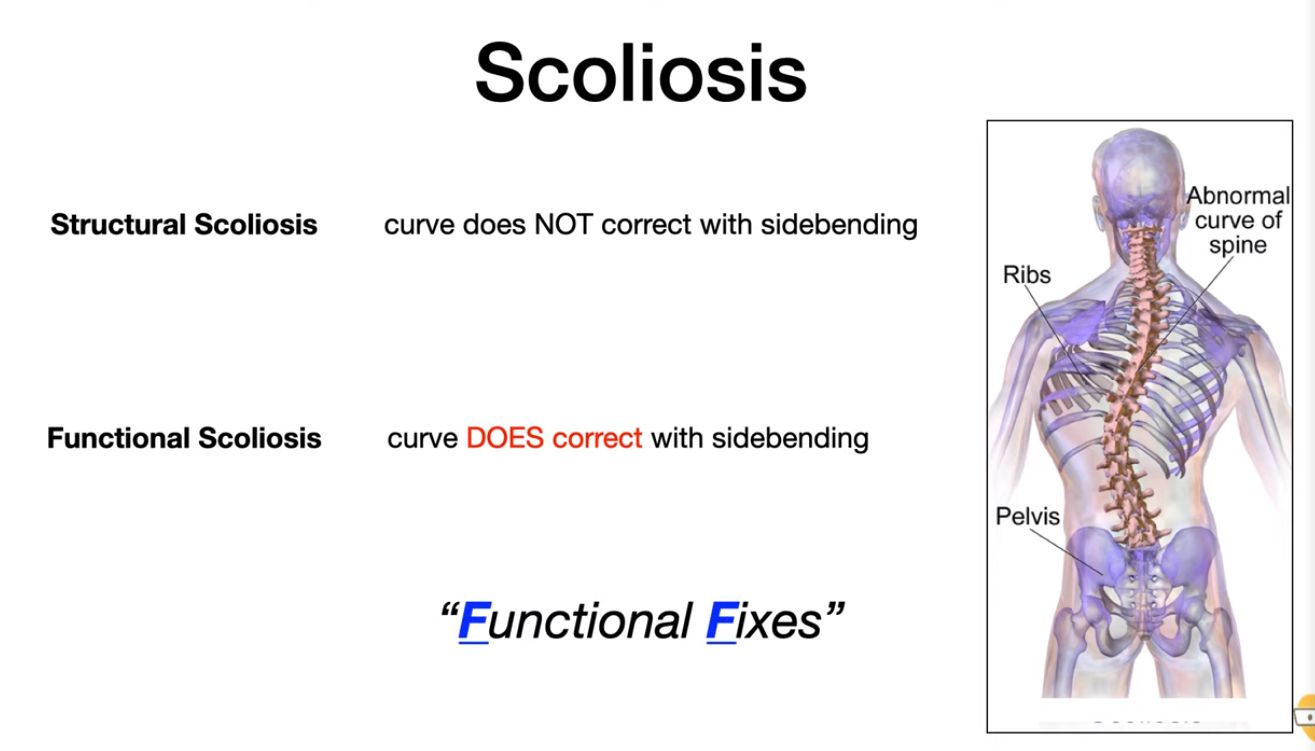 Scoliosis
Structural Scoliosis curve does NOT correct with sidebending
Functional Scoliosis curve DOES correct with sidebending
“Functional Fixes”
Abnormal
curve of
spine
Ribs
Pelvis